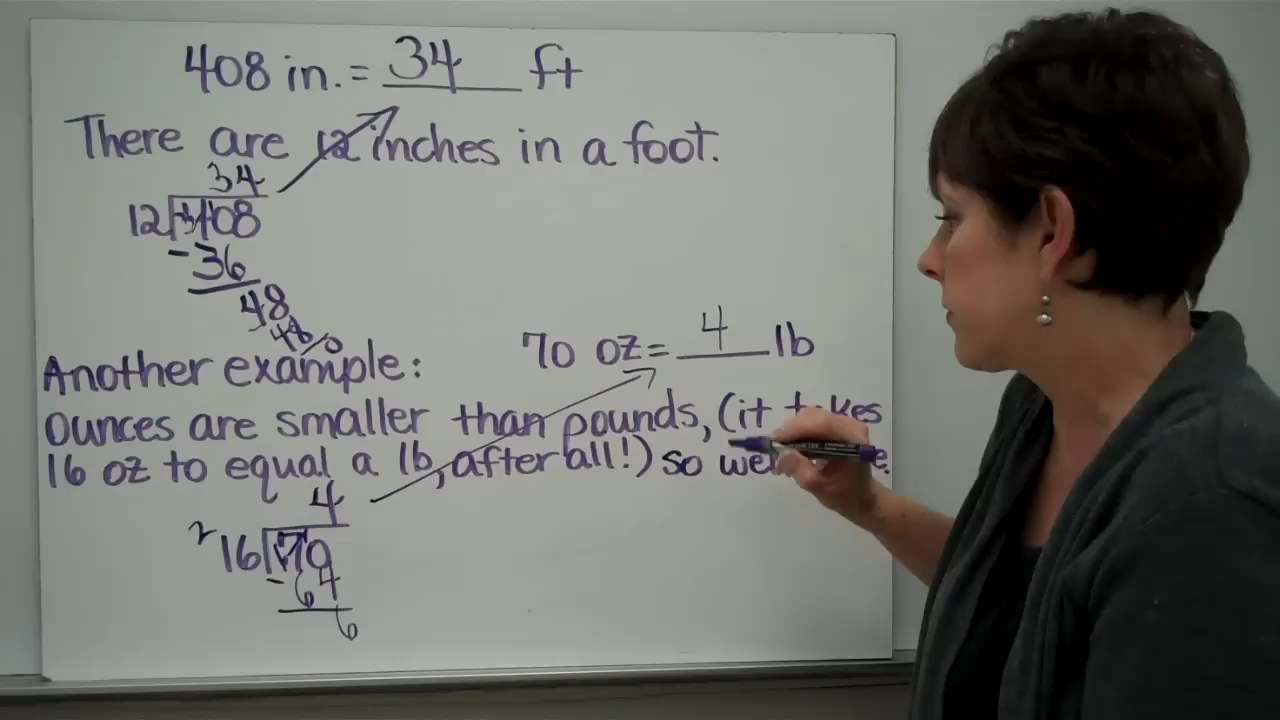 408 in. = 34 ft
There are 12 inches in a foot.
34
12 408
-36
48
48
0
70 oz = 4 lb
Another example:
Ounces are smaller than pounds, (it takes
16 oz to equal a lb, after all!) so we
4
2
16 70
-64
6